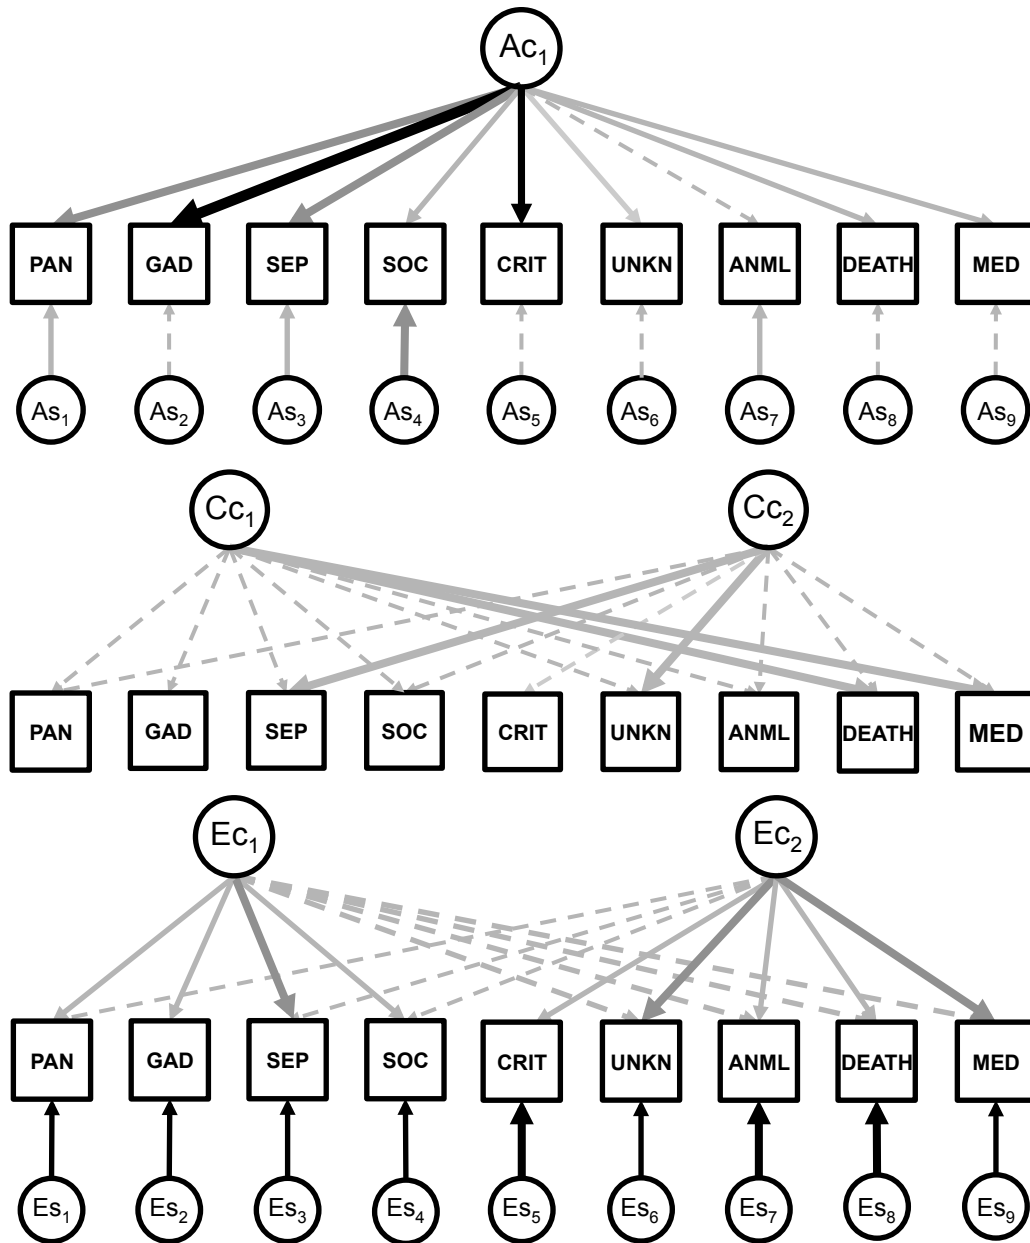 Ac1
PAN GAD SEP SOC CRIT UNKN ANML DEATH MED
As1 As2 As3 As4 As5 As6 As7 As8 As9
Cc1 Cc2
PAN GAD SEP SOC CRIT UNKN ANML DEATH MED
Ec1 Ec2
PAN GAD SEP SOC CRIT UNKN ANML DEATH MED
Es1 Es2 Es3 Es4 Es5 Es6 Es7 Es8 Es9